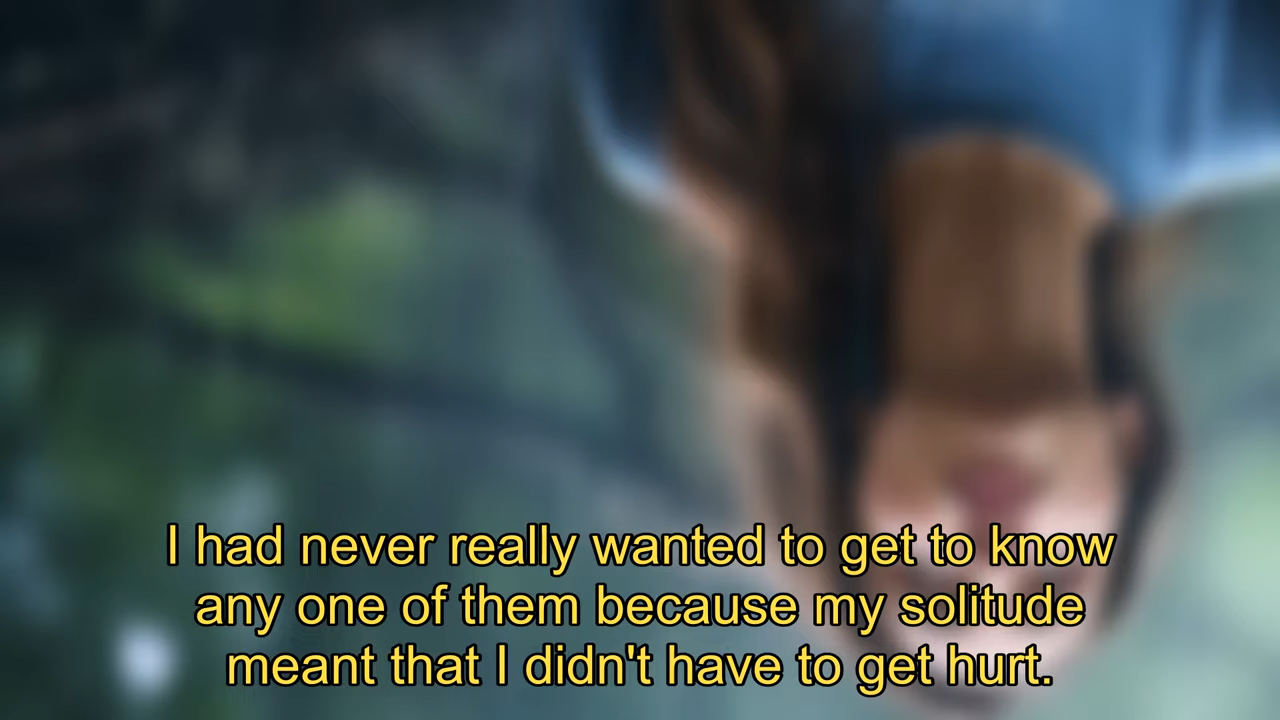 I had never really wanted to get to know
any one of them because my solitude
meant that I didn't have to get hurt.